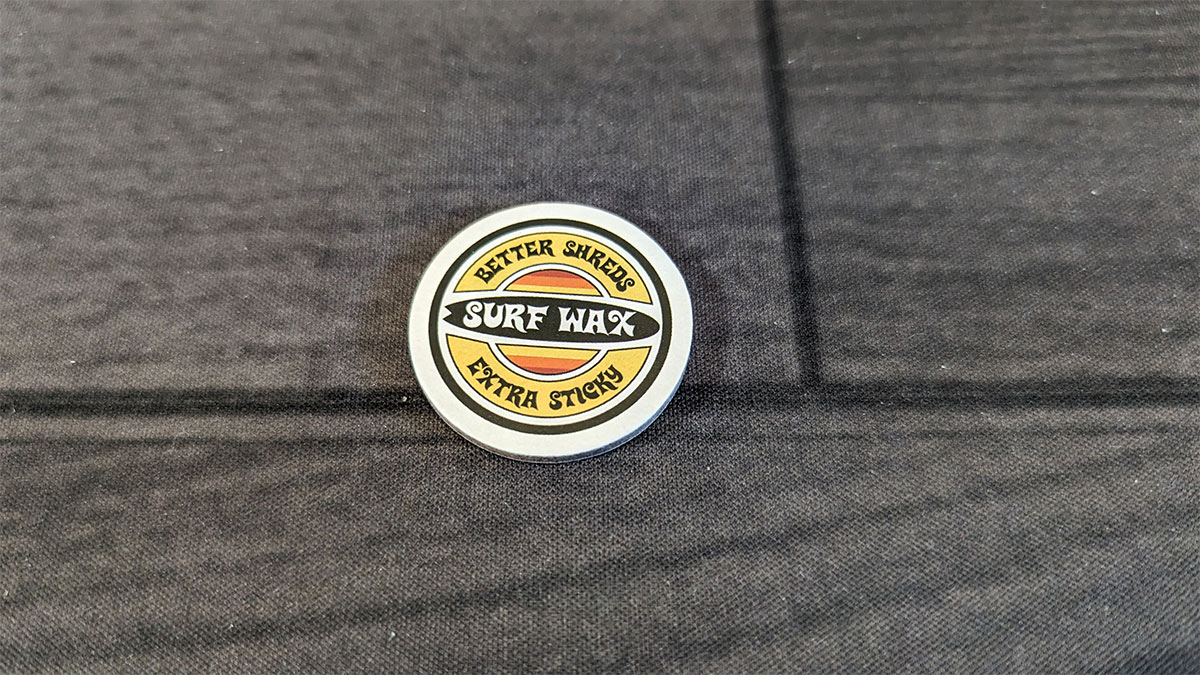 BETTER SHREDS
SURF WAX
EXTRA STICKY